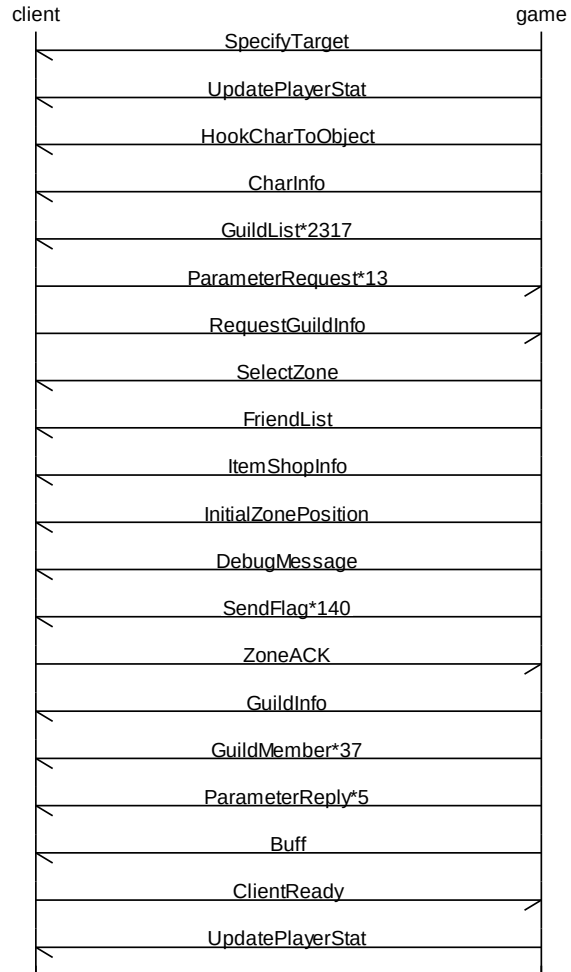 client game
SpecifyTarget
UpdatePlayerStat
HookCharToObject
CharInfo
GuildList*2317
ParameterRequest*13
RequestGuildInfo
SelectZone
FriendList
ItemShopInfo
InitialZonePosition
DebugMessage
SendFlag*140
ZoneACK
GuildInfo
GuildMember*37
ParameterReply*5
Buff
ClientReady
UpdatePlayerStat